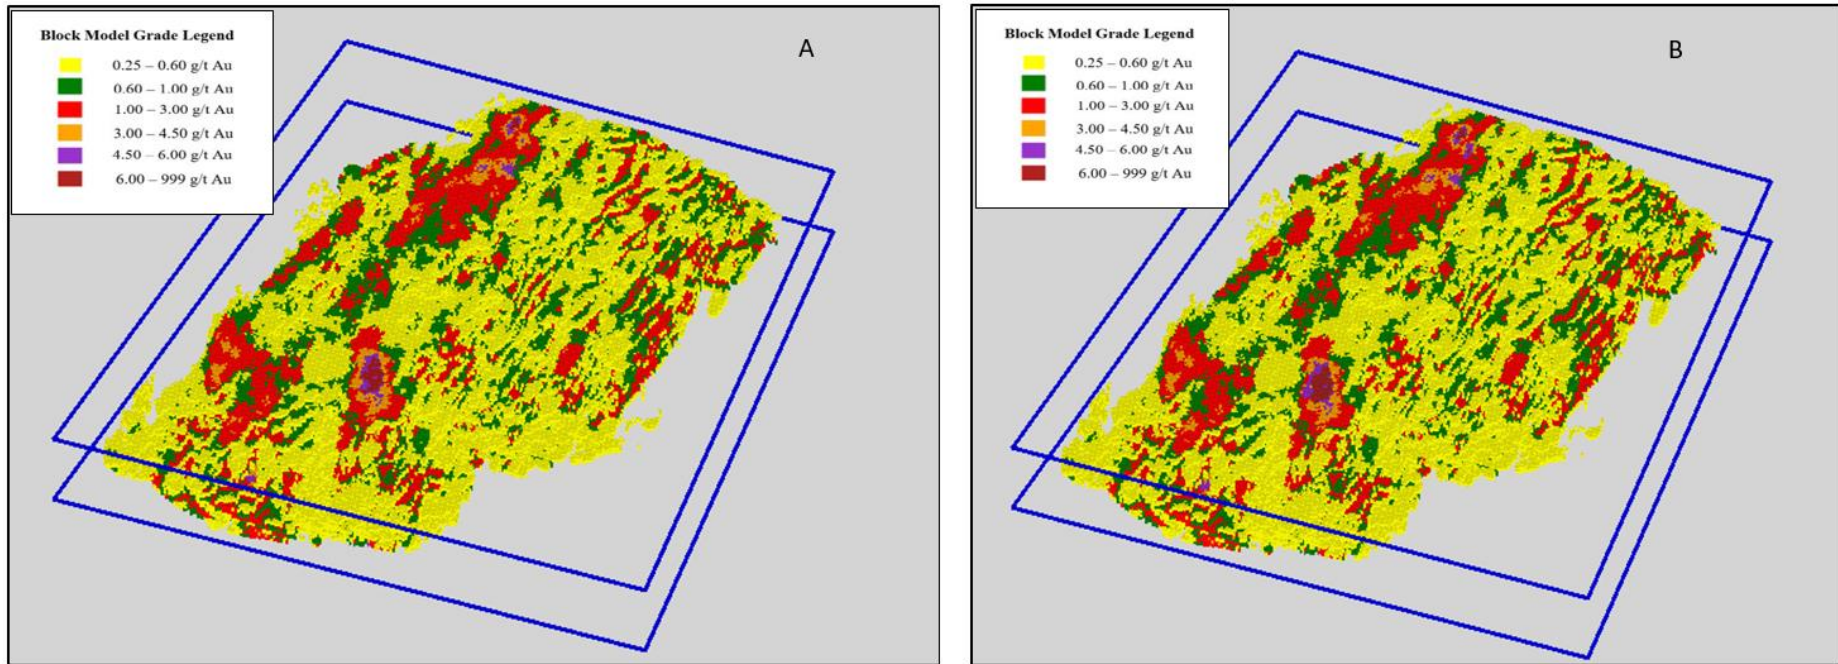 Block Model Grade Legend
0.25 – 0.60 g/t Au
0.60 – 1.00 g/t Au
1.00 – 3.00 g/t Au
3.00 – 4.50 g/t Au
4.50 – 6.00 g/t Au
6.00 – 999 g/t Au
A
Block Model Grade Legend
0.25 – 0.60 g/t Au
0.60 – 1.00 g/t Au
1.00 – 3.00 g/t Au
3.00 – 4.50 g/t Au
4.50 – 6.00 g/t Au
6.00 – 999 g/t Au
B